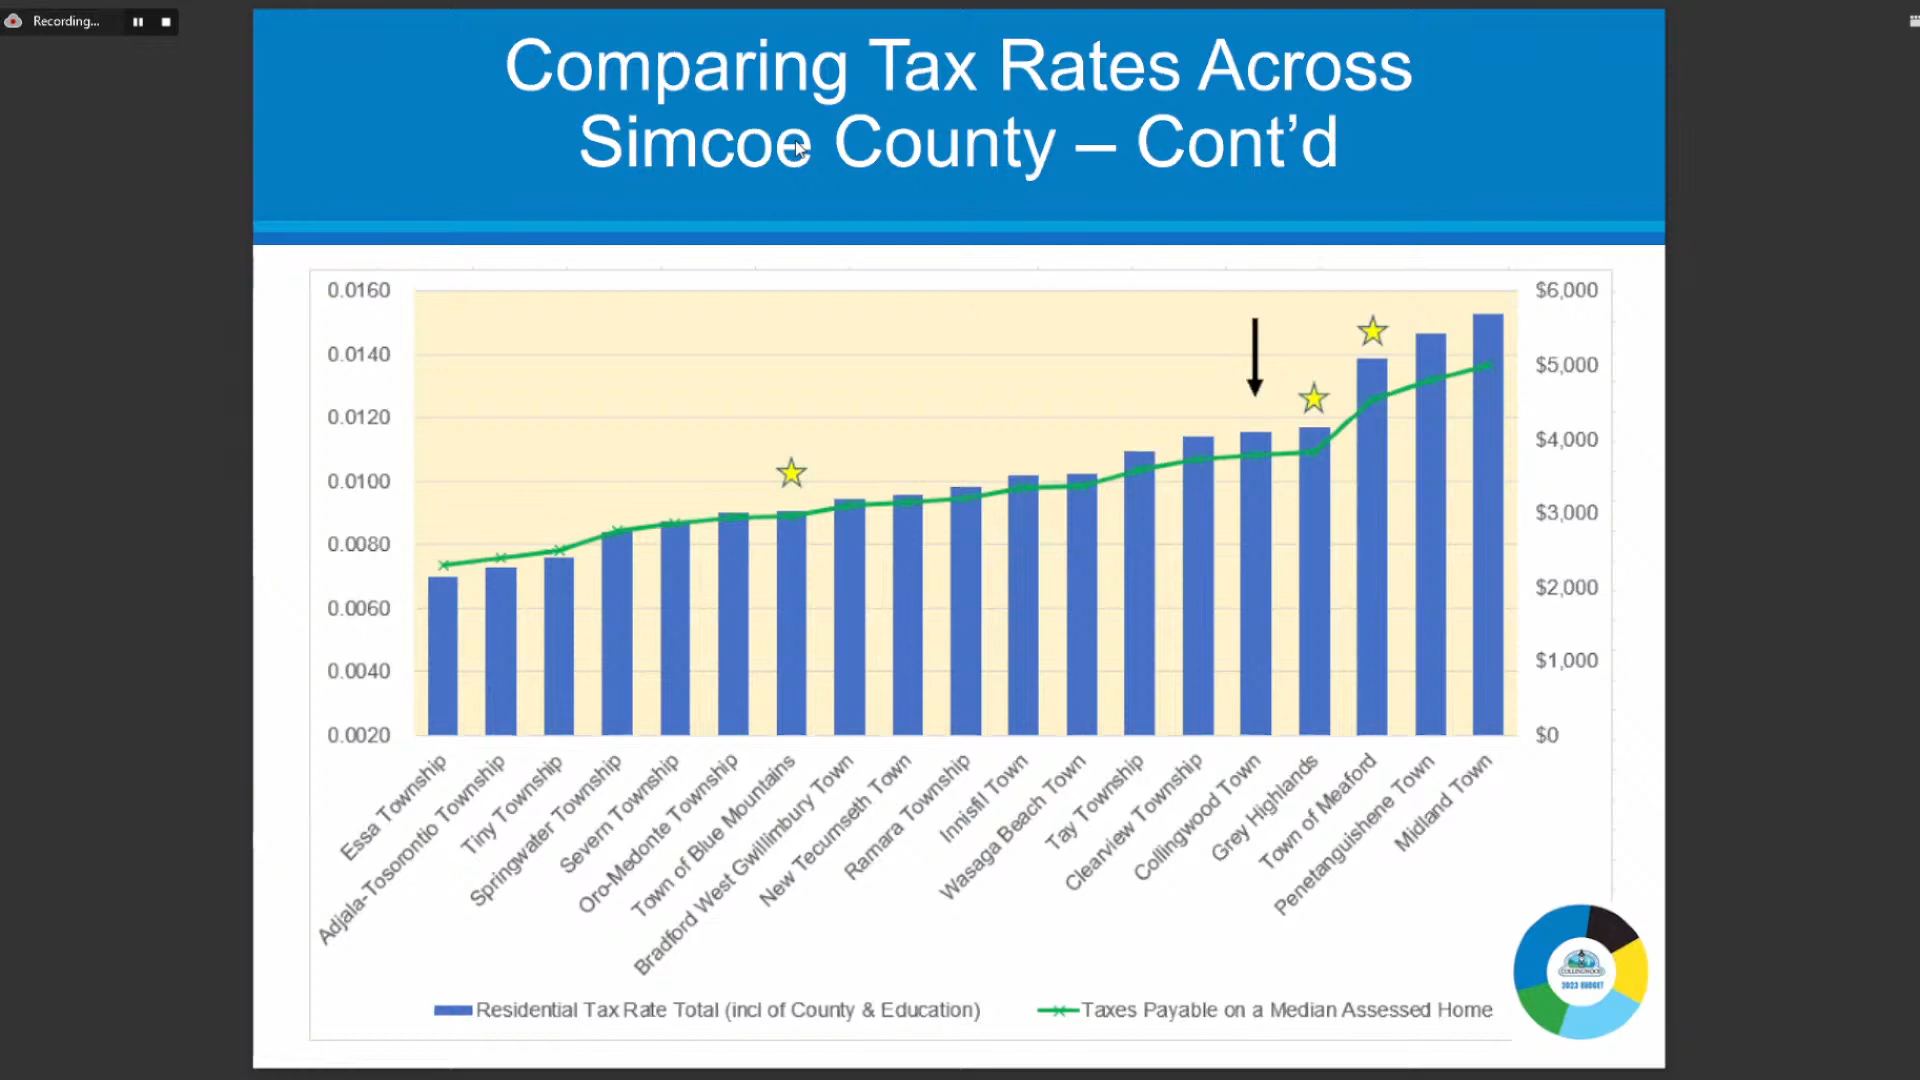 Recording...
Comparing Tax Rates Across
Simcoe County – Cont’d
0.0160
0.0140
0.0120
0.0100
0.0080
0.0060
0.0040
0.0020
$6,000
$5,000
$4,000
$3,000
$2,000
$1,000
$0
Essa Township
Adjala-Tosorontio Township
Tiny Township
Springwater Township
Severn Township
Oro-Medonte Township
Town of Blue Mountains
Bradford West Gwillimbury Town
New Tecumseth Town
Ramara Township
Innisfil Town
Wasaga Beach Town
Tay Township
Clearview Township
Collingwood Town
Grey Highlands
Town of Meaford
Penetanguishene Town
Midland Town
Residential Tax Rate Total (incl of County & Education)
Taxes Payable on a Median Assessed Home
COLLINGWOOD
2023 BUDGET